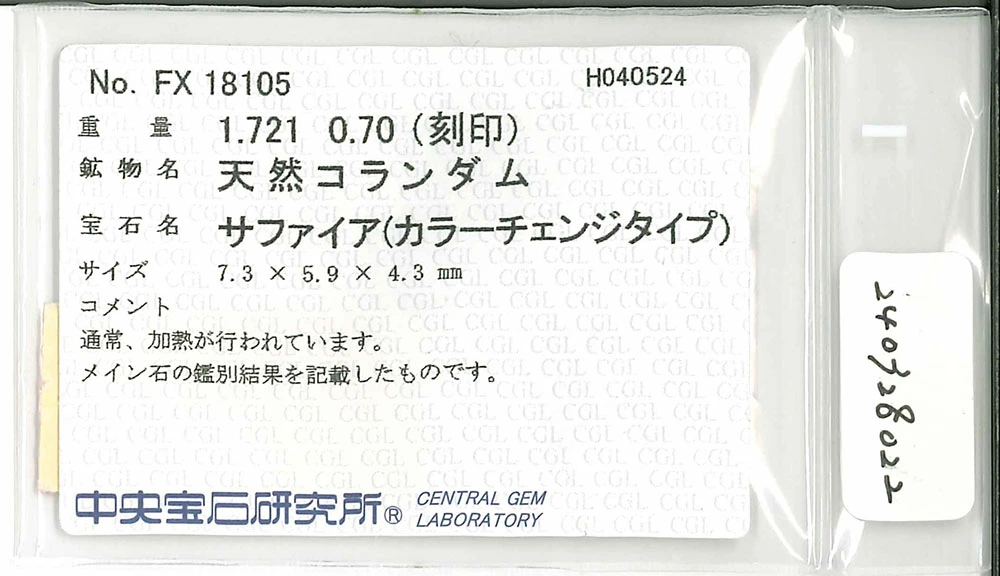 No. FX 18105
H040524
重量 1.721 0.70 (刻印)
鉱物名 天然コランダム
宝石名 サファイア(カラーチェンジタイプ)
サイズ 7.3 × 5.9 × 4.3 mm
コメント
通常、加熱が行われています。
メイン石の鑑別結果を記載したものです。
中央宝石研究所® CENTRAL GEM
LABORATORY